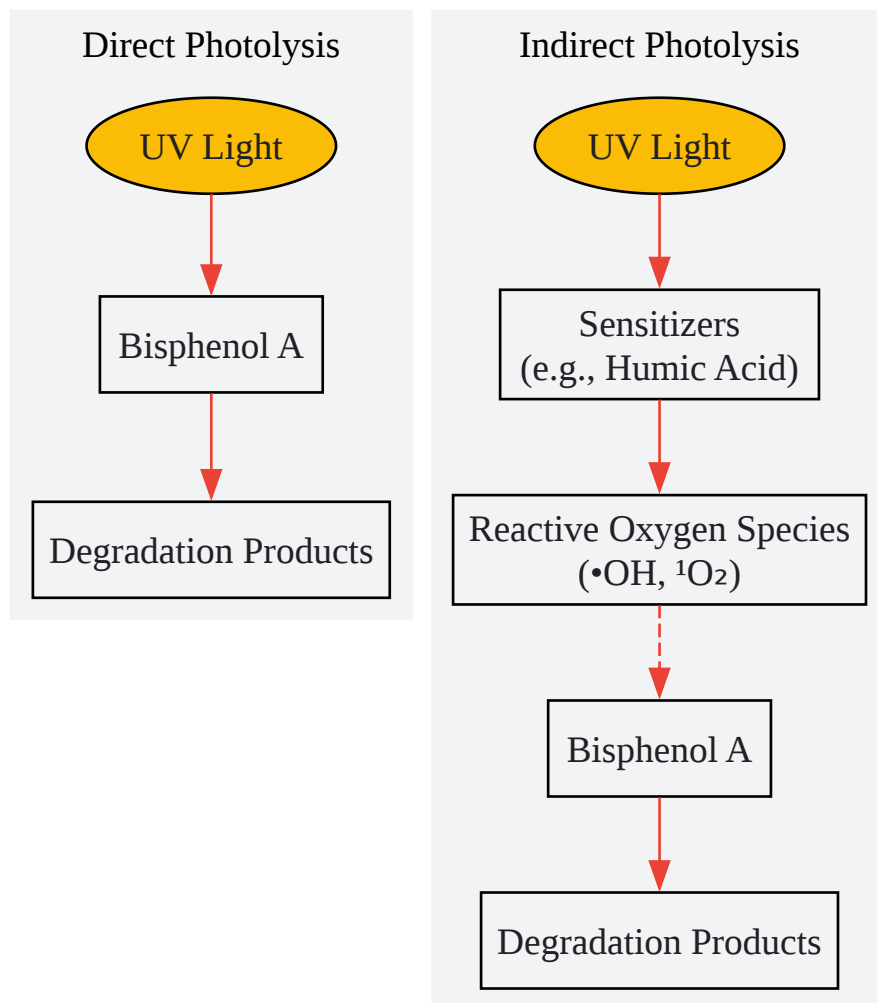 Direct Photolysis
UV Light
Bisphenol A
Degradation Products
Indirect Photolysis
UV Light
Sensitizers
(e.g., Humic Acid)
Reactive Oxygen Species
(•OH, ¹O₂)
Bisphenol A
Degradation Products